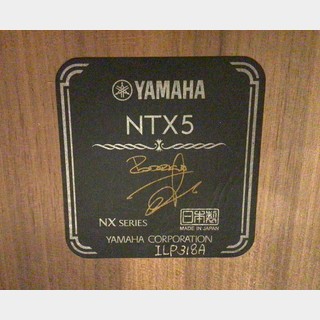 YAMAHA
NTX5
NX SERIES
日本製
MADE IN JAPAN
YAMAHA CORPORATION
ILP318A